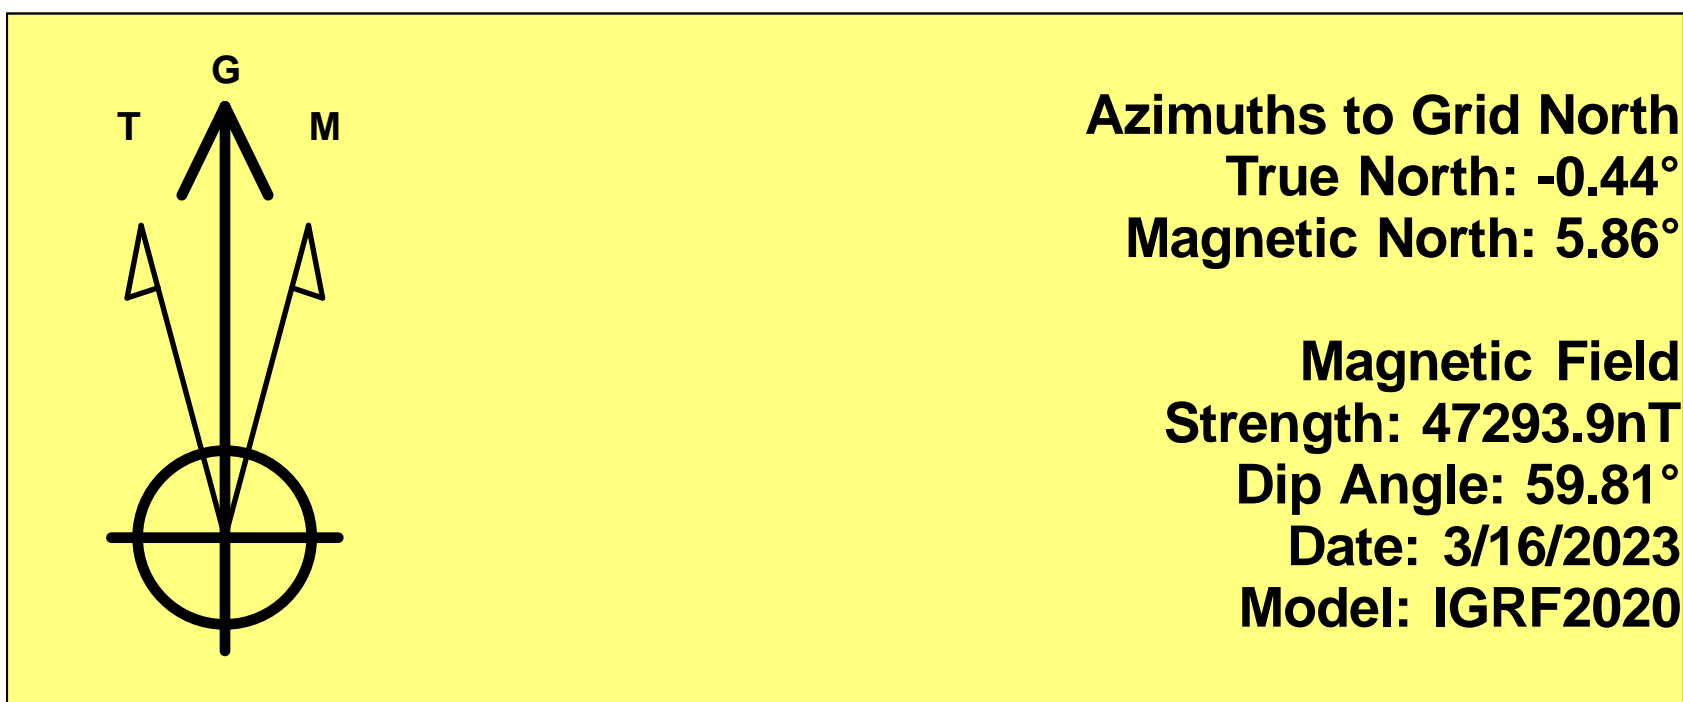 G
T
M
Azimuths to Grid North
True North: -0.44°
Magnetic North: 5.86°
Magnetic Field
Strength: 47293.9nT
Dip Angle: 59.81°
Date: 3/16/2023
Model: IGRF2020